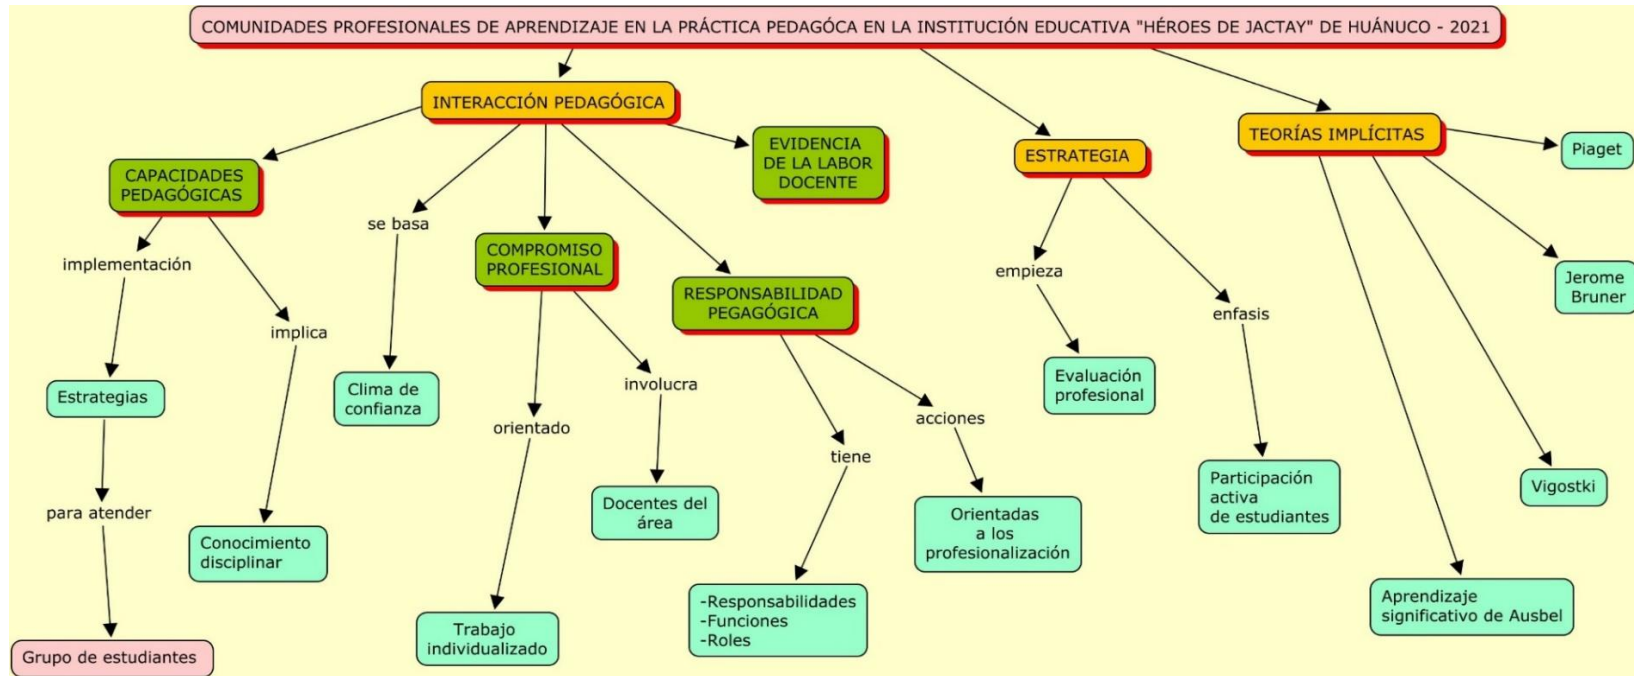 COMUNIDADES PROFESIONALES DE APRENDIZAJE EN LA PRÁCTICA PEDAGÓCA EN LA INSTITUCIÓN EDUCATIVA "HÉROES DE JACTAY" DE HUÁNUCO - 2021
INTERACCIÓN PEDAGÓGICA
CAPACIDADES
PEDAGÓGICAS
implementación
Estrategias
para atender
Grupo de estudiantes
implica
Conocimiento
disciplinar
se basa
Clima de
confianza
COMPROMISO
PROFESIONAL
orientado
Trabajo
individualizado
involucra
Docentes del
área
RESPONSABILIDAD
PEGAGÓGICA
tiene
-Responsabilidades
-Funciones
-Roles
acciones
Orientadas
a los
profesionalización
EVIDENCIA
DE LA LABOR
DOCENTE
ESTRATEGIA
empieza
Evaluación
profesional
enfasis
Participación
activa
de estudiantes
TEORÍAS IMPLÍCITAS
Piaget
Jerome
Bruner
Vigostki
Aprendizaje
significativo de Ausbel